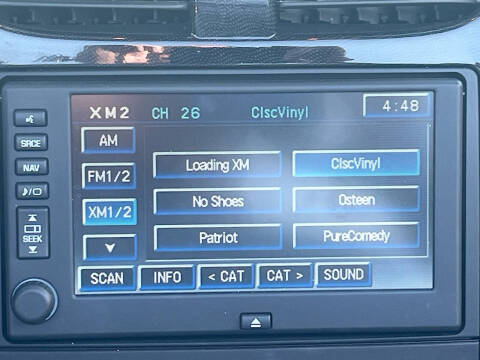 XM2 CH 26 ClscVinyl 4:48
AM
Loading XM ClscVinyl
SRCE
FM1/2
NAV
No Shoes Osteen
XM1/2
SEEK
Patriot PureComedy
SCAN INFO < CAT CAT > SOUND